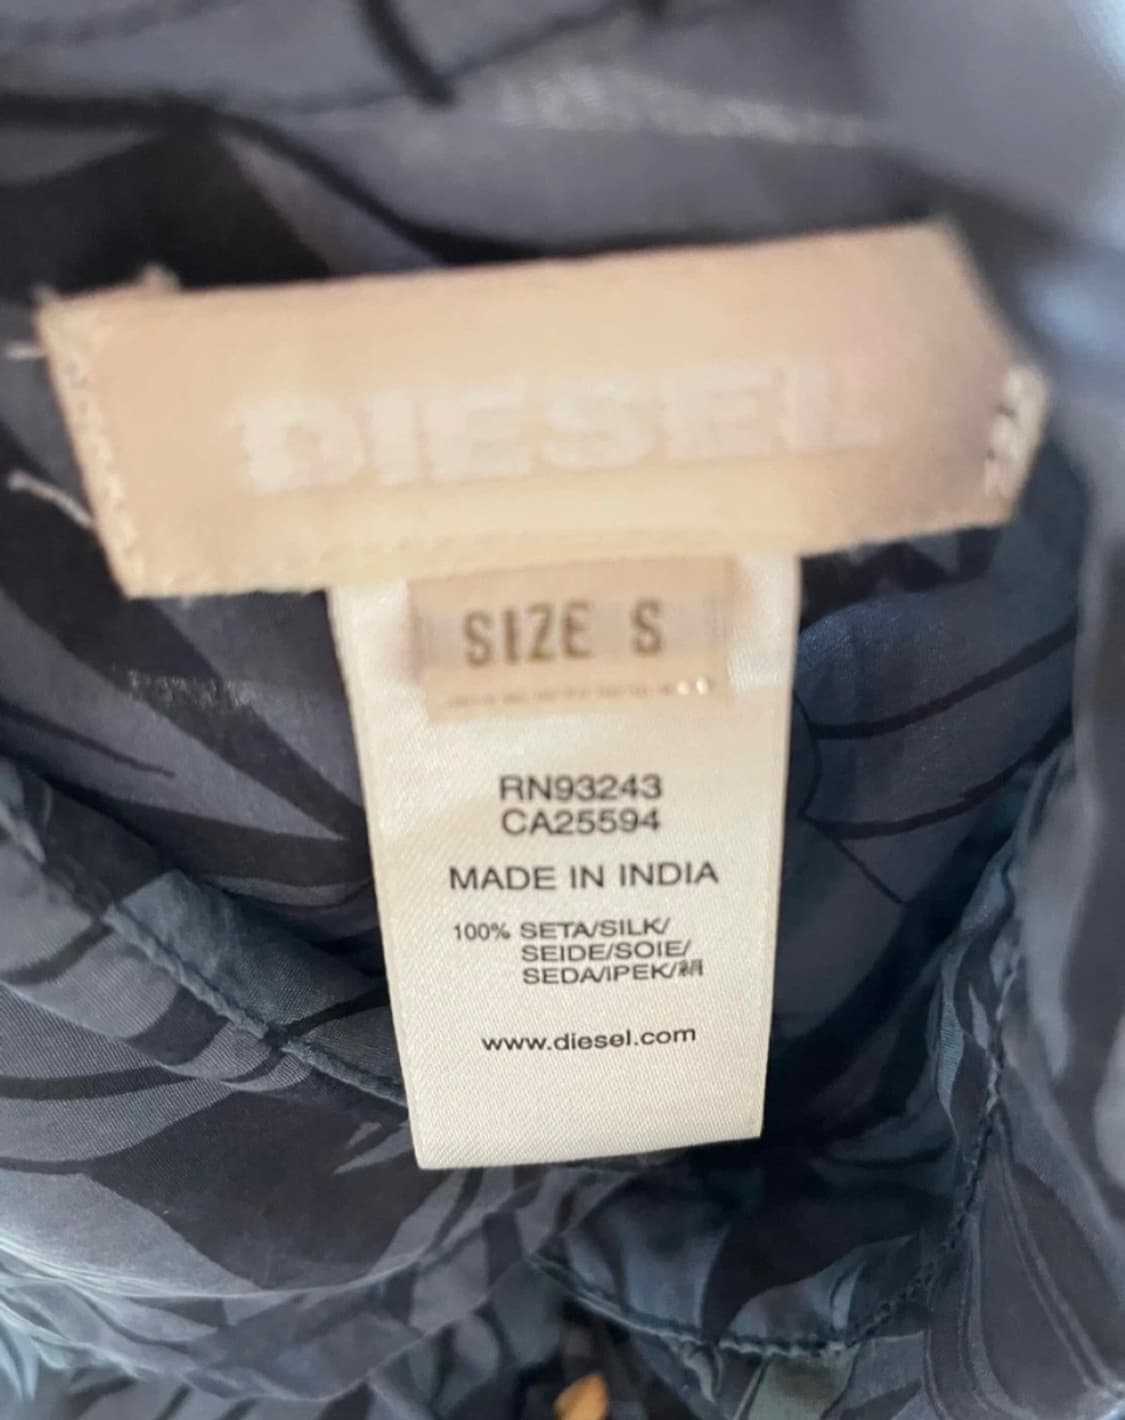 DIESEL
SIZE S
RN93243
CA25594
MADE IN INDIA
100% SETA/SILK/
SEIDE/SOIE/
SEDA/IPEK/絹
www.diesel.com